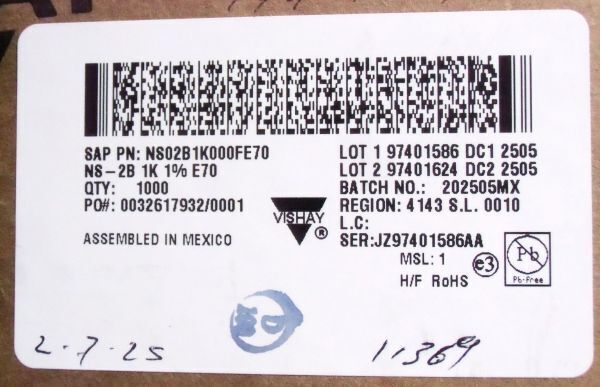 SAP PN: NS02B1K000FE70
NS-2B 1K 1% E70
QTY: 1000
PO#: 0032617932/0001
ASSEMBLED IN MEXICO
VISHAY ®
LOT 1 97401586 DC1 2505
LOT 2 97401624 DC2 2505
BATCH NO.: 202505MX
REGION: 4143 S.L. 0010
L.C:
SER:JZ97401586AA
MSL: 1
H/F RoHS
e3
Pb
Pb-Free
2-7-25